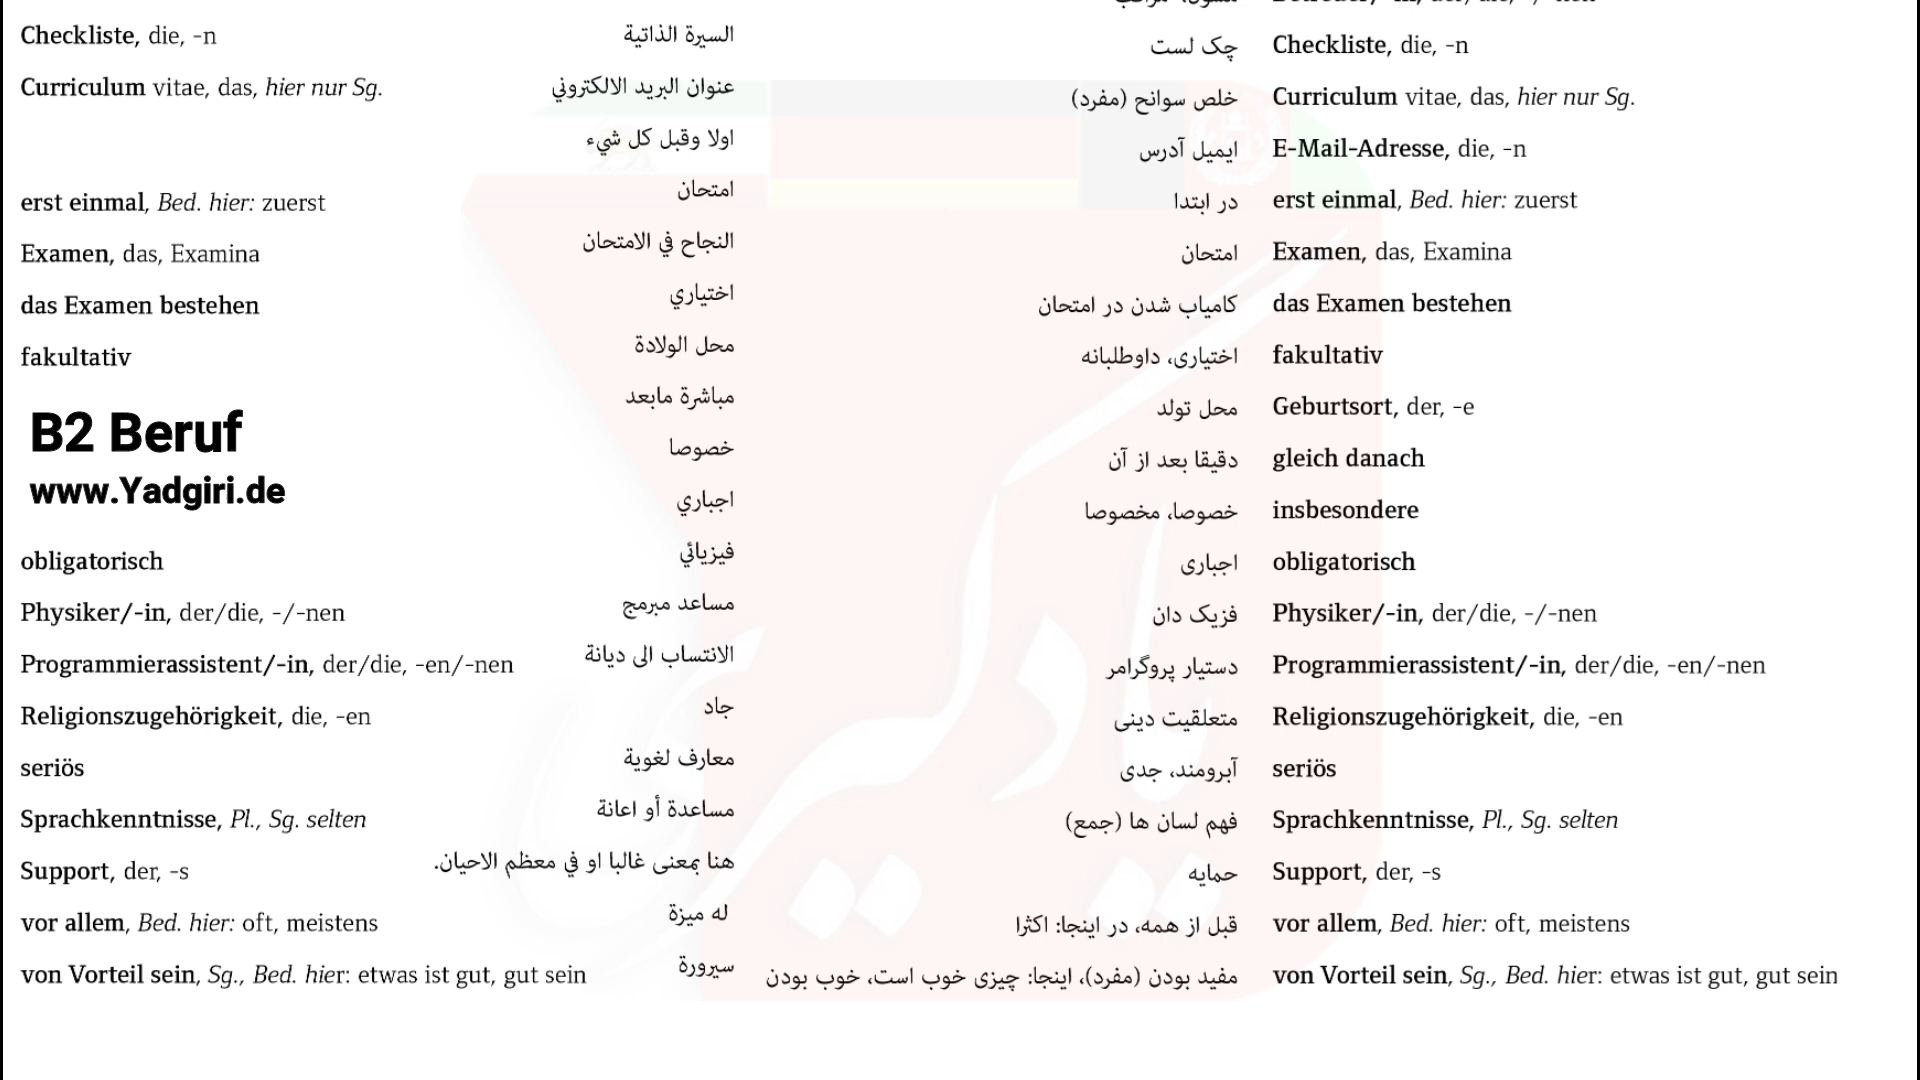 Checkliste, die, -n
السيرة الذاتية
Curriculum vitae, das, hier nur Sg.
عنوان البريد الالكتروني
اولا وقبل كل شيء
erst einmal, Bed. hier: zuerst
امتحان
Examen, das, Examina
النجاح في الامتحان
das Examen bestehen
اختياري
fakultativ
محل الولادة
مباشرة مابعد
B2 Beruf
خصوصا
www.Yadgiri.de
اجباري
obligatorisch
فيزيائي
Physiker/-in, der/die, -/-nen
مساعد مبرمج
Programmierassistent/-in, der/die, -en/-nen
الانتساب الى ديانة
Religionszugehörigkeit, die, -en
جاد
seriös
معارف لغوية
Sprachkenntnisse, Pl., Sg. selten
مساعدة أو اعانة
Support, der, -s
هنا بمعنى غالبا او في معظم الاحيان.
vor allem, Bed. hier: oft, meistens
له ميزة
von Vorteil sein, Sg., Bed. hier: etwas ist gut, gut sein
سيرورة
چک لست
Checkliste, die, -n
خلص سوانح (مفرد)
Curriculum vitae, das, hier nur Sg.
ایمیل آدرس
E-Mail-Adresse, die, -n
در ابتدا
erst einmal, Bed. hier: zuerst
امتحان
Examen, das, Examina
کامیاب شدن در امتحان
das Examen bestehen
اختیاری، داوطلبانه
fakultativ
محل تولد
Geburtsort, der, -e
دقیقا بعد از آن
gleich danach
خصوصا، مخصوصا
insbesondere
اجباری
obligatorisch
فزیک دان
Physiker/-in, der/die, -/-nen
دستیار پروگرامر
Programmierassistent/-in, der/die, -en/-nen
متعلقیت دینی
Religionszugehörigkeit, die, -en
آبرومند، جدی
seriös
فهم لسان ها (جمع)
Sprachkenntnisse, Pl., Sg. selten
حمایه
Support, der, -s
قبل از همه، در اینجا: اکثرا
vor allem, Bed. hier: oft, meistens
مفید بودن (مفرد)، اینجا: چیزی خوب است، خوب بودن
von Vorteil sein, Sg., Bed. hier: etwas ist gut, gut sein
یادگیری